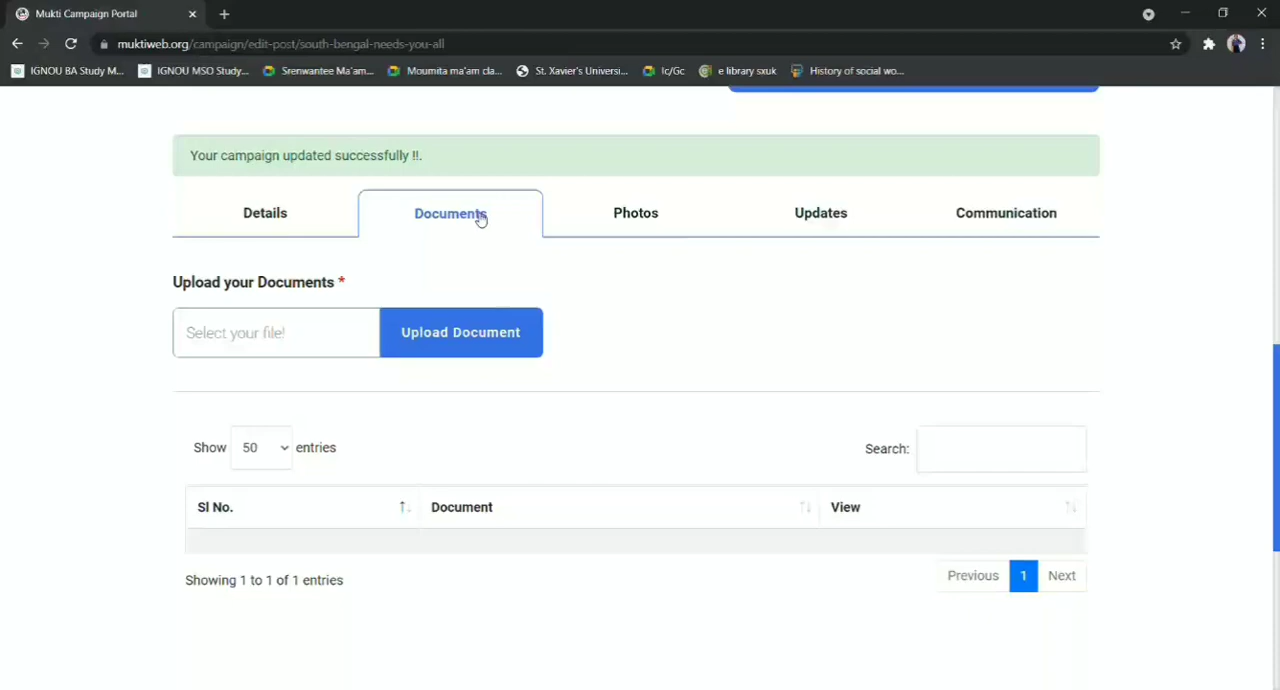 Mukti Campaign Portal
muktiweb.org/campaign/edit-post/south-bengal-needs-you-all
IGNOU BA Study M... IGNOU MSO Study... Srenwantee Ma'am... Moumita ma'am cla... St. Xavier's Universi... Ic/Gc e library sxuk History of social wo...
Your campaign updated successfully !!.
Details Documents Photos Updates Communication
Upload your Documents *
Select your file! Upload Document
Show 50 entries Search:
Sl No. Document View
Showing 1 to 1 of 1 entries Previous 1 Next